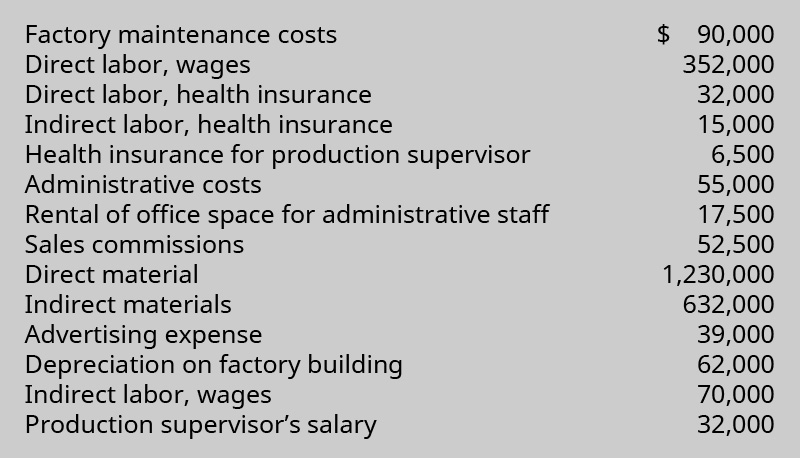 Factory maintenance costs $ 90,000
Direct labor, wages 352,000
Direct labor, health insurance 32,000
Indirect labor, health insurance 15,000
Health insurance for production supervisor 6,500
Administrative costs 55,000
Rental of office space for administrative staff 17,500
Sales commissions 52,500
Direct material 1,230,000
Indirect materials 632,000
Advertising expense 39,000
Depreciation on factory building 62,000
Indirect labor, wages 70,000
Production supervisor’s salary 32,000